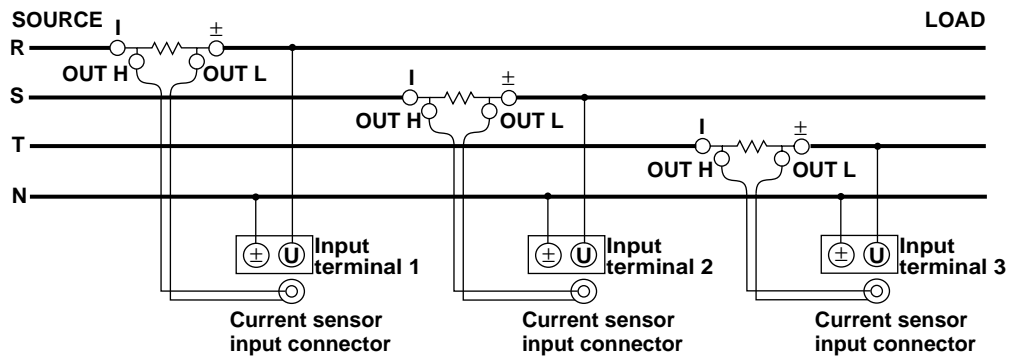 SOURCE
LOAD
I ±
R
OUT H OUT L
I ±
S
OUT H OUT L
I ±
T
OUT H OUT L
N
± U Input
terminal 1
± U Input
terminal 2
± U Input
terminal 3
Current sensor
input connector
Current sensor
input connector
Current sensor
input connector